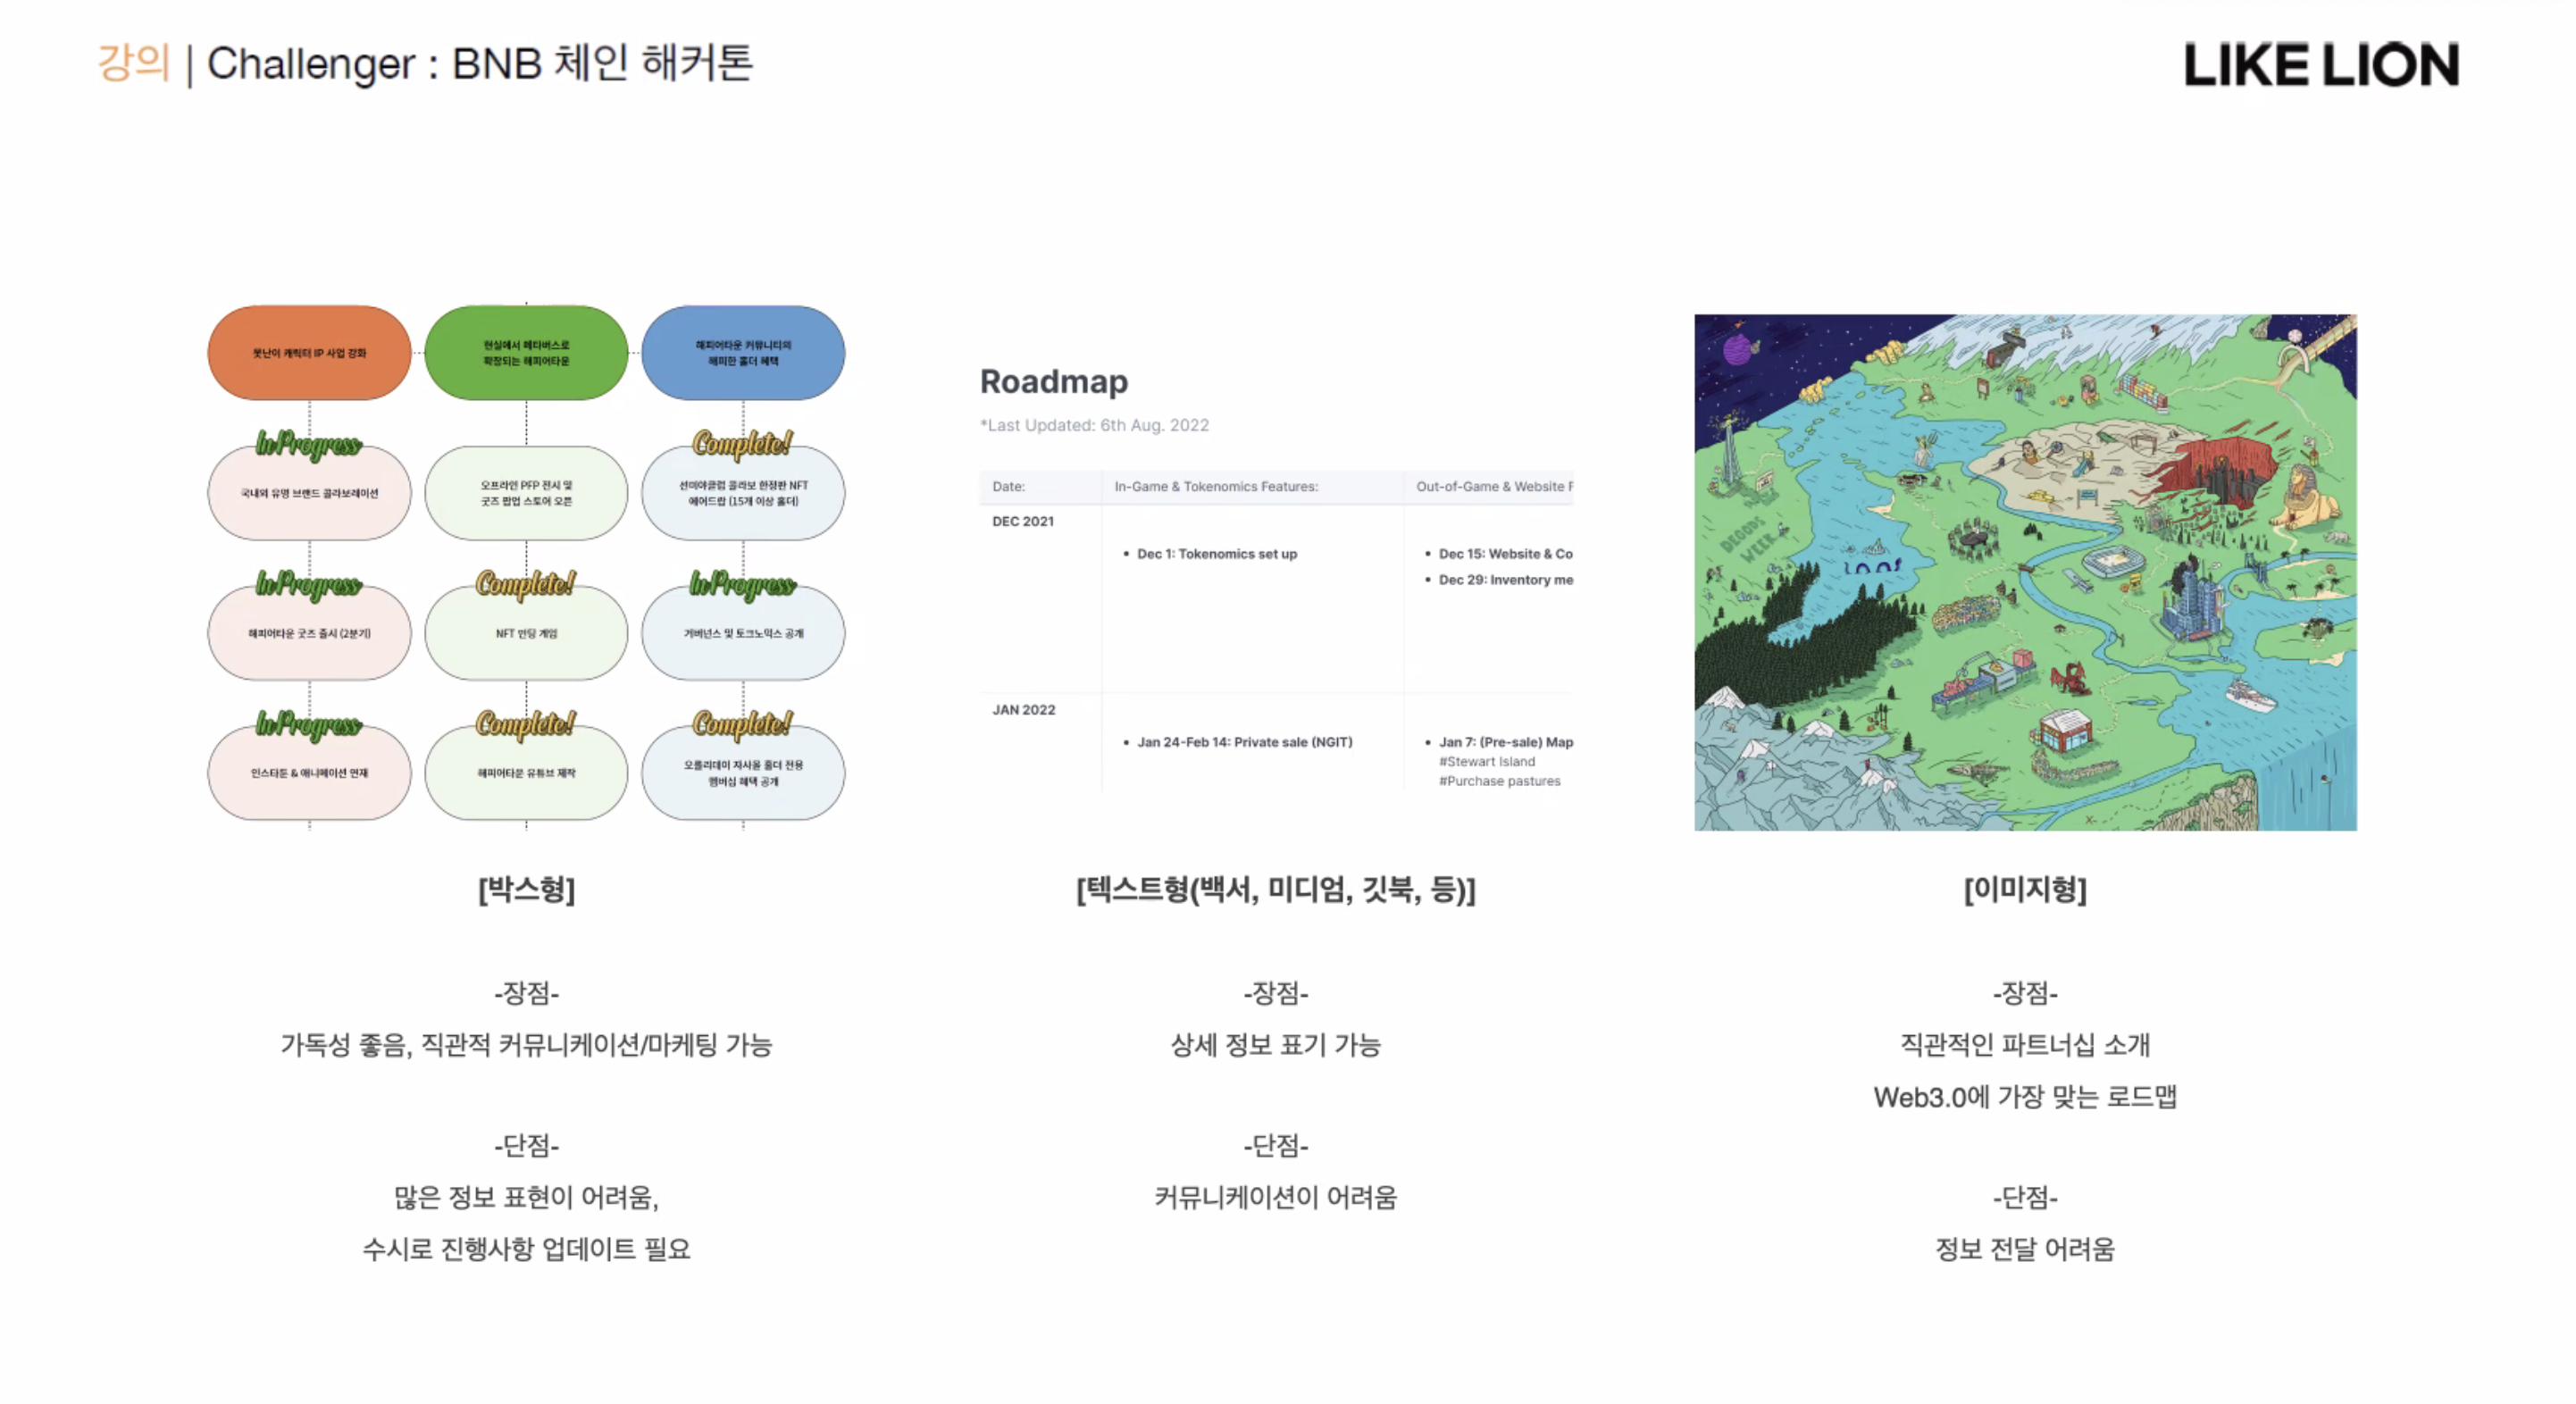 강의 | Challenger : BNB 체인 해커톤
LIKE LION
못난이 캐릭터 IP 사업 강화
현실에서 메타버스로
확장되는 해피어타운
해피어타운 커뮤니티의
해피한 홀더 혜택
In Progress
국내외 유명 브랜드 콜라보레이션
오프라인 PFP 전시 및
굿즈 팝업 스토어 오픈
Complete!
선미야클럽 콜라보 한정판 NFT
에어드랍 (15개 이상 홀더)
In Progress
해피어타운 굿즈 출시 (2분기)
Complete!
NFT 민팅 게임
In Progress
거버넌스 및 토크노믹스 공개
In Progress
인스타툰 & 애니메이션 연재
Complete!
해피어타운 유튜브 제작
Complete!
오롤리데이 자사몰 홀더 전용
멤버십 혜택 공개
[박스형]
-장점-
가독성 좋음, 직관적 커뮤니케이션/마케팅 가능
-단점-
많은 정보 표현이 어려움,
수시로 진행사항 업데이트 필요
Roadmap
*Last Updated: 6th Aug. 2022
Date:
In-Game & Tokenomics Features:
Out-of-Game & Website F
DEC 2021
• Dec 1: Tokenomics set up
• Dec 15: Website & Co
• Dec 29: Inventory me
JAN 2022
• Jan 24-Feb 14: Private sale (NGIT)
• Jan 7: (Pre-sale) Map
#Stewart Island
#Purchase pastures
[텍스트형(백서, 미디엄, 깃북, 등)]
-장점-
상세 정보 표기 가능
-단점-
커뮤니케이션이 어려움
DEGODS
WEEK
[이미지형]
-장점-
직관적인 파트너십 소개
Web3.0에 가장 맞는 로드맵
-단점-
정보 전달 어려움